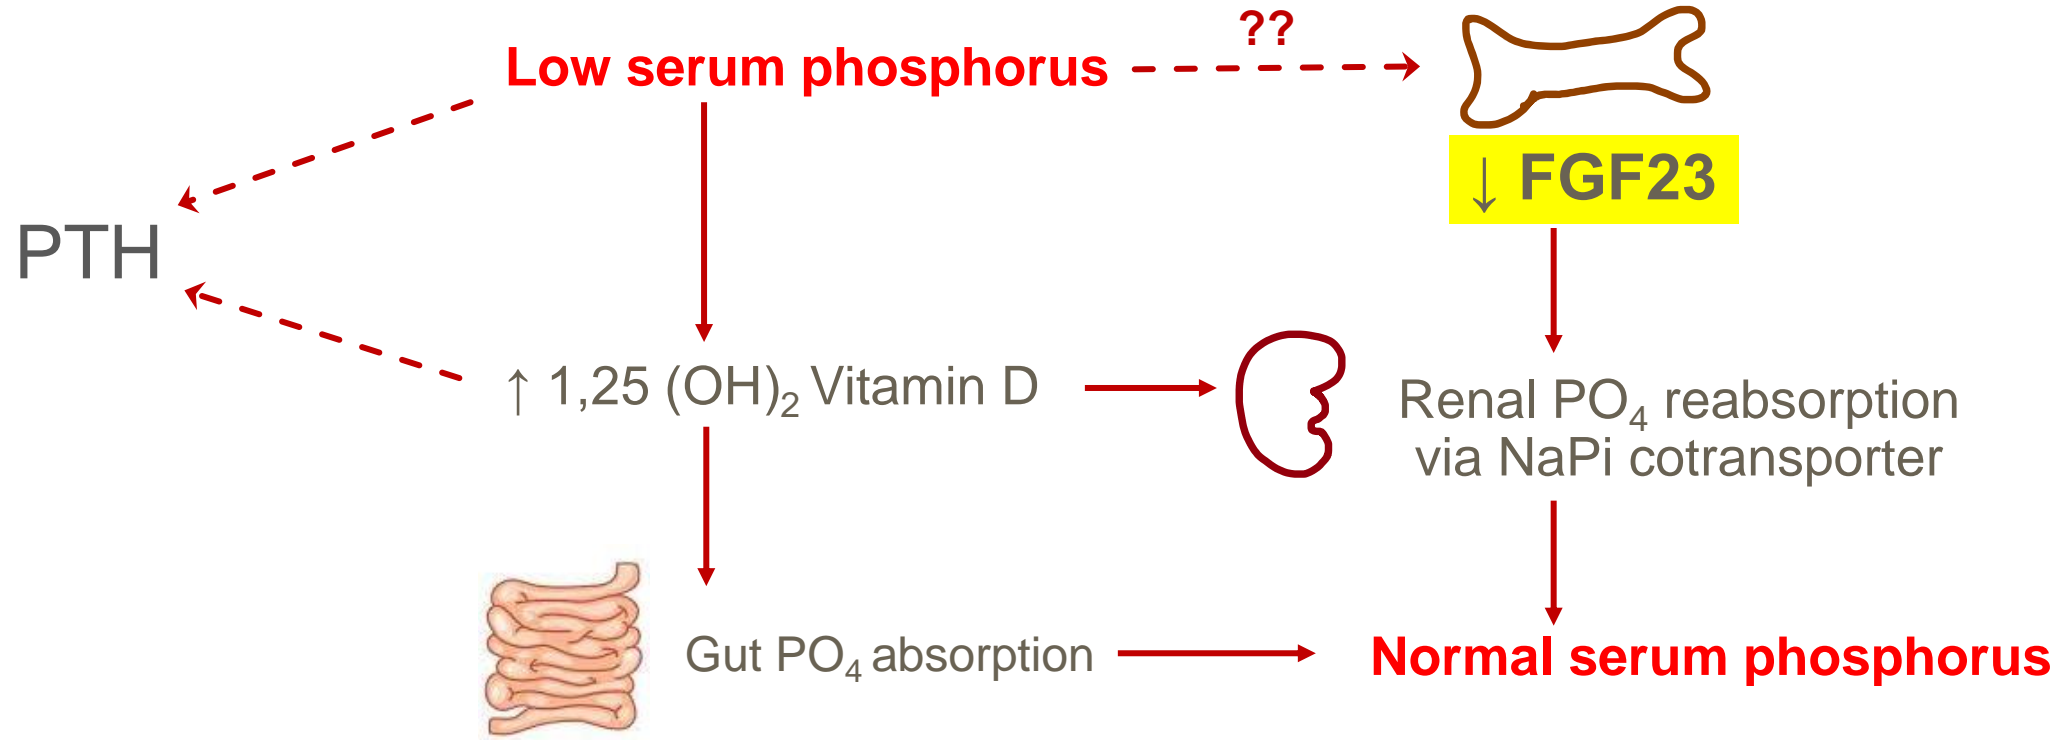 ??
Low serum phosphorus
↓ FGF23
PTH
↑ 1,25 (OH)₂ Vitamin D
Renal PO₄ reabsorption
via NaPi cotransporter
Gut PO₄ absorption
Normal serum phosphorus